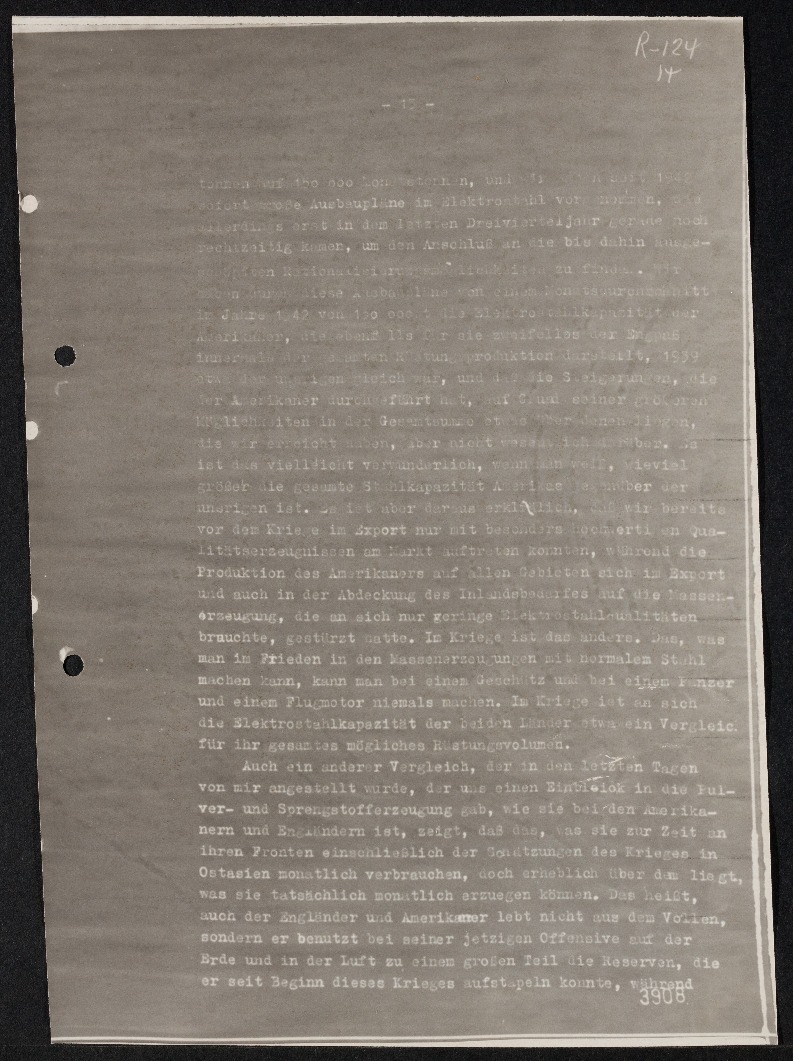 R-124
14
- 13 -
tonnen auf 150 000 Monatstonnen, und 1942
sofort große Ausbaupläne im Elektrostahl vorgenommen, die
allerdings erst in dem letzten Dreivierteljahr gerade noch
rechtzeitig kamen, um den Anschluß an die bis dahin ausge-
schöpften Rationalisierungsmöglichkeiten zu finden. Wir
haben durch diese Ausbaupläne von einem Monatsdurchschnitt
im Jahre 1942 von 150 000 t die Elektrostahlkapazität der
Amerikaner, die ebenfalls für sie zweifellos der Engpaß
innerhalb der gesamten Rüstungsproduktion darstellt, 1939
etwa der unsrigen gleich war, und daß die Steigerungen, die
der Amerikaner durchgeführt hat, auf Grund seiner größeren
Möglichkeiten in der Gesamtsumme etwas über denen liegen,
die wir erreicht haben, aber nicht wesentlich darüber. Es
ist das vielleicht verwunderlich, wenn man weiß, wieviel
größer die gesamte Stahlkapazität Amerikas gegenüber der
unsrigen ist. Es ist aber daraus erklärlich, daß wir bereits
vor dem Kriege im Export nur mit besonders hochwertigen Qua-
litätserzeugnissen am Markt auftreten konnten, während die
Produktion des Amerikaners auf allen Gebieten sich im Export
und auch in der Abdeckung des Inlandsbedarfes auf die Massen-
erzeugung, die an sich nur geringe Elektrostahlqualitäten
brauchte, gestürzt hatte. Im Kriege ist das anders. Das, was
man im Frieden in den Massenerzeugungen mit normalem Stahl
machen kann, kann man bei einem Geschütz und bei einem Panzer
und einem Flugmotor niemals machen. Im Kriege ist an sich
die Elektrostahlkapazität der beiden Länder etwa ein Vergleic.
für ihr gesamtes mögliches Rüstungsvolumen.
Auch ein anderer Vergleich, der in den letzten Tagen
von mir angestellt wurde, der uns einen Einblick in die Pul-
ver- und Sprengstofferzeugung gab, wie sie bei den Amerika-
nern und Engländern ist, zeigt, daß das, was sie zur Zeit an
ihren Fronten einschließlich der Schätzungen des Krieges in
Ostasien monatlich verbrauchen, doch erheblich über dem liegt,
was sie tatsächlich monatlich erzuegen können. Das heißt,
auch der Engländer und Amerikaner lebt nicht aus dem Vollen,
sondern er benutzt bei seiner jetzigen Offensive auf der
Erde und in der Luft zu einem großen Teil die Reserven, die
er seit Beginn dieses Krieges aufstapeln konnte, während
3908